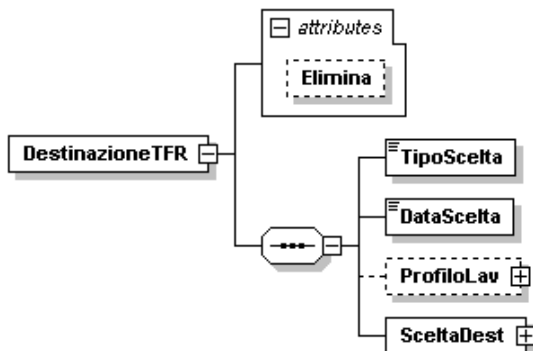 attributes
Elimina
DestinazioneTFR
TipoScelta
DataScelta
ProfiloLav
SceltaDest